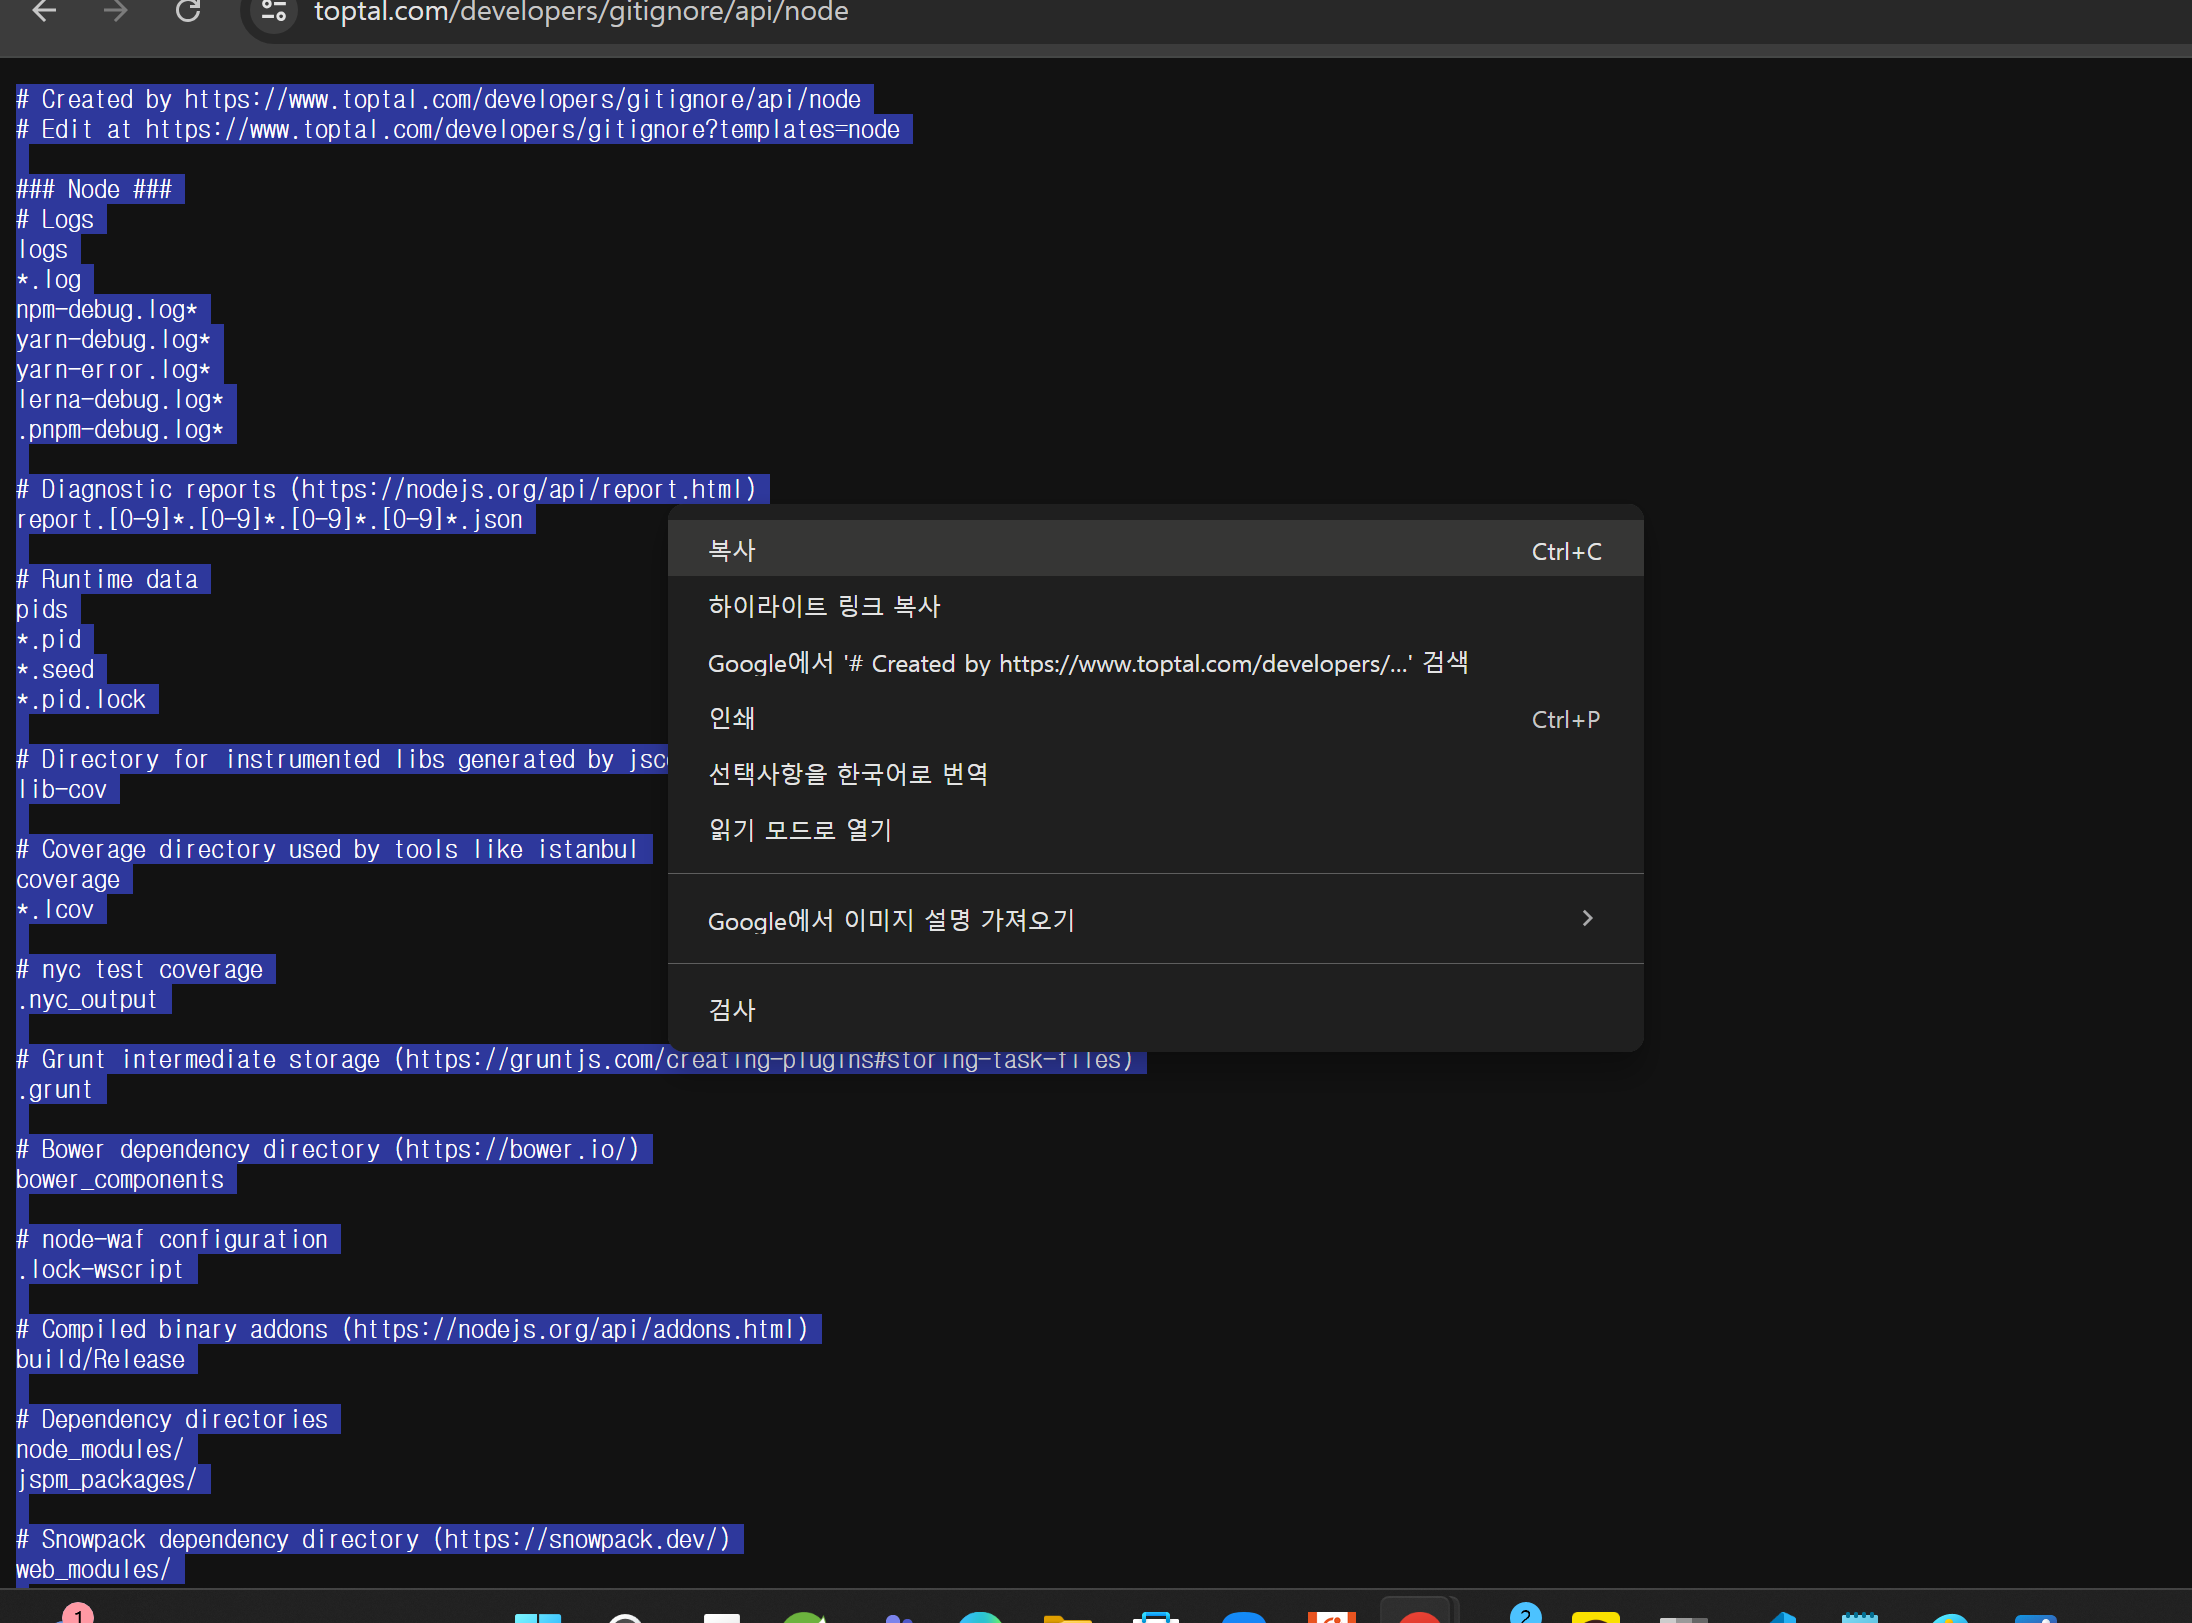 toptal.com/developers/gitignore/api/node
# Created by https://www.toptal.com/developers/gitignore/api/node
# Edit at https://www.toptal.com/developers/gitignore?templates=node
### Node ###
# Logs
logs
*.log
npm-debug.log*
yarn-debug.log*
yarn-error.log*
lerna-debug.log*
.pnpm-debug.log*
# Diagnostic reports (https://nodejs.org/api/report.html)
report.[0-9]*.[0-9]*.[0-9]*.[0-9]*.json
# Runtime data
pids
*.pid
*.seed
*.pid.lock
# Directory for instrumented libs generated by
lib-cov
# Coverage directory used by tools like istanbul
coverage
*.lcov
# nyc test coverage
.nyc_output
# Grunt intermediate storage (https://gruntjs.com/creating-plugins#storing-task-files)
.grunt
# Bower dependency directory (https://bower.io/)
bower_components
# node-waf configuration
.lock-wscript
# Compiled binary addons (https://nodejs.org/api/addons.html)
build/Release
# Dependency directories
node_modules/
jspm_packages/
# Snowpack dependency directory (https://snowpack.dev/)
web_modules/
복사 Ctrl+C
하이라이트 링크 복사
Google에서 '# Created by https://www.toptal.com/developers/...' 검색
인쇄 Ctrl+P
선택사항을 한국어로 번역
읽기 모드로 열기
Google에서 이미지 설명 가져오기
검사
1
2